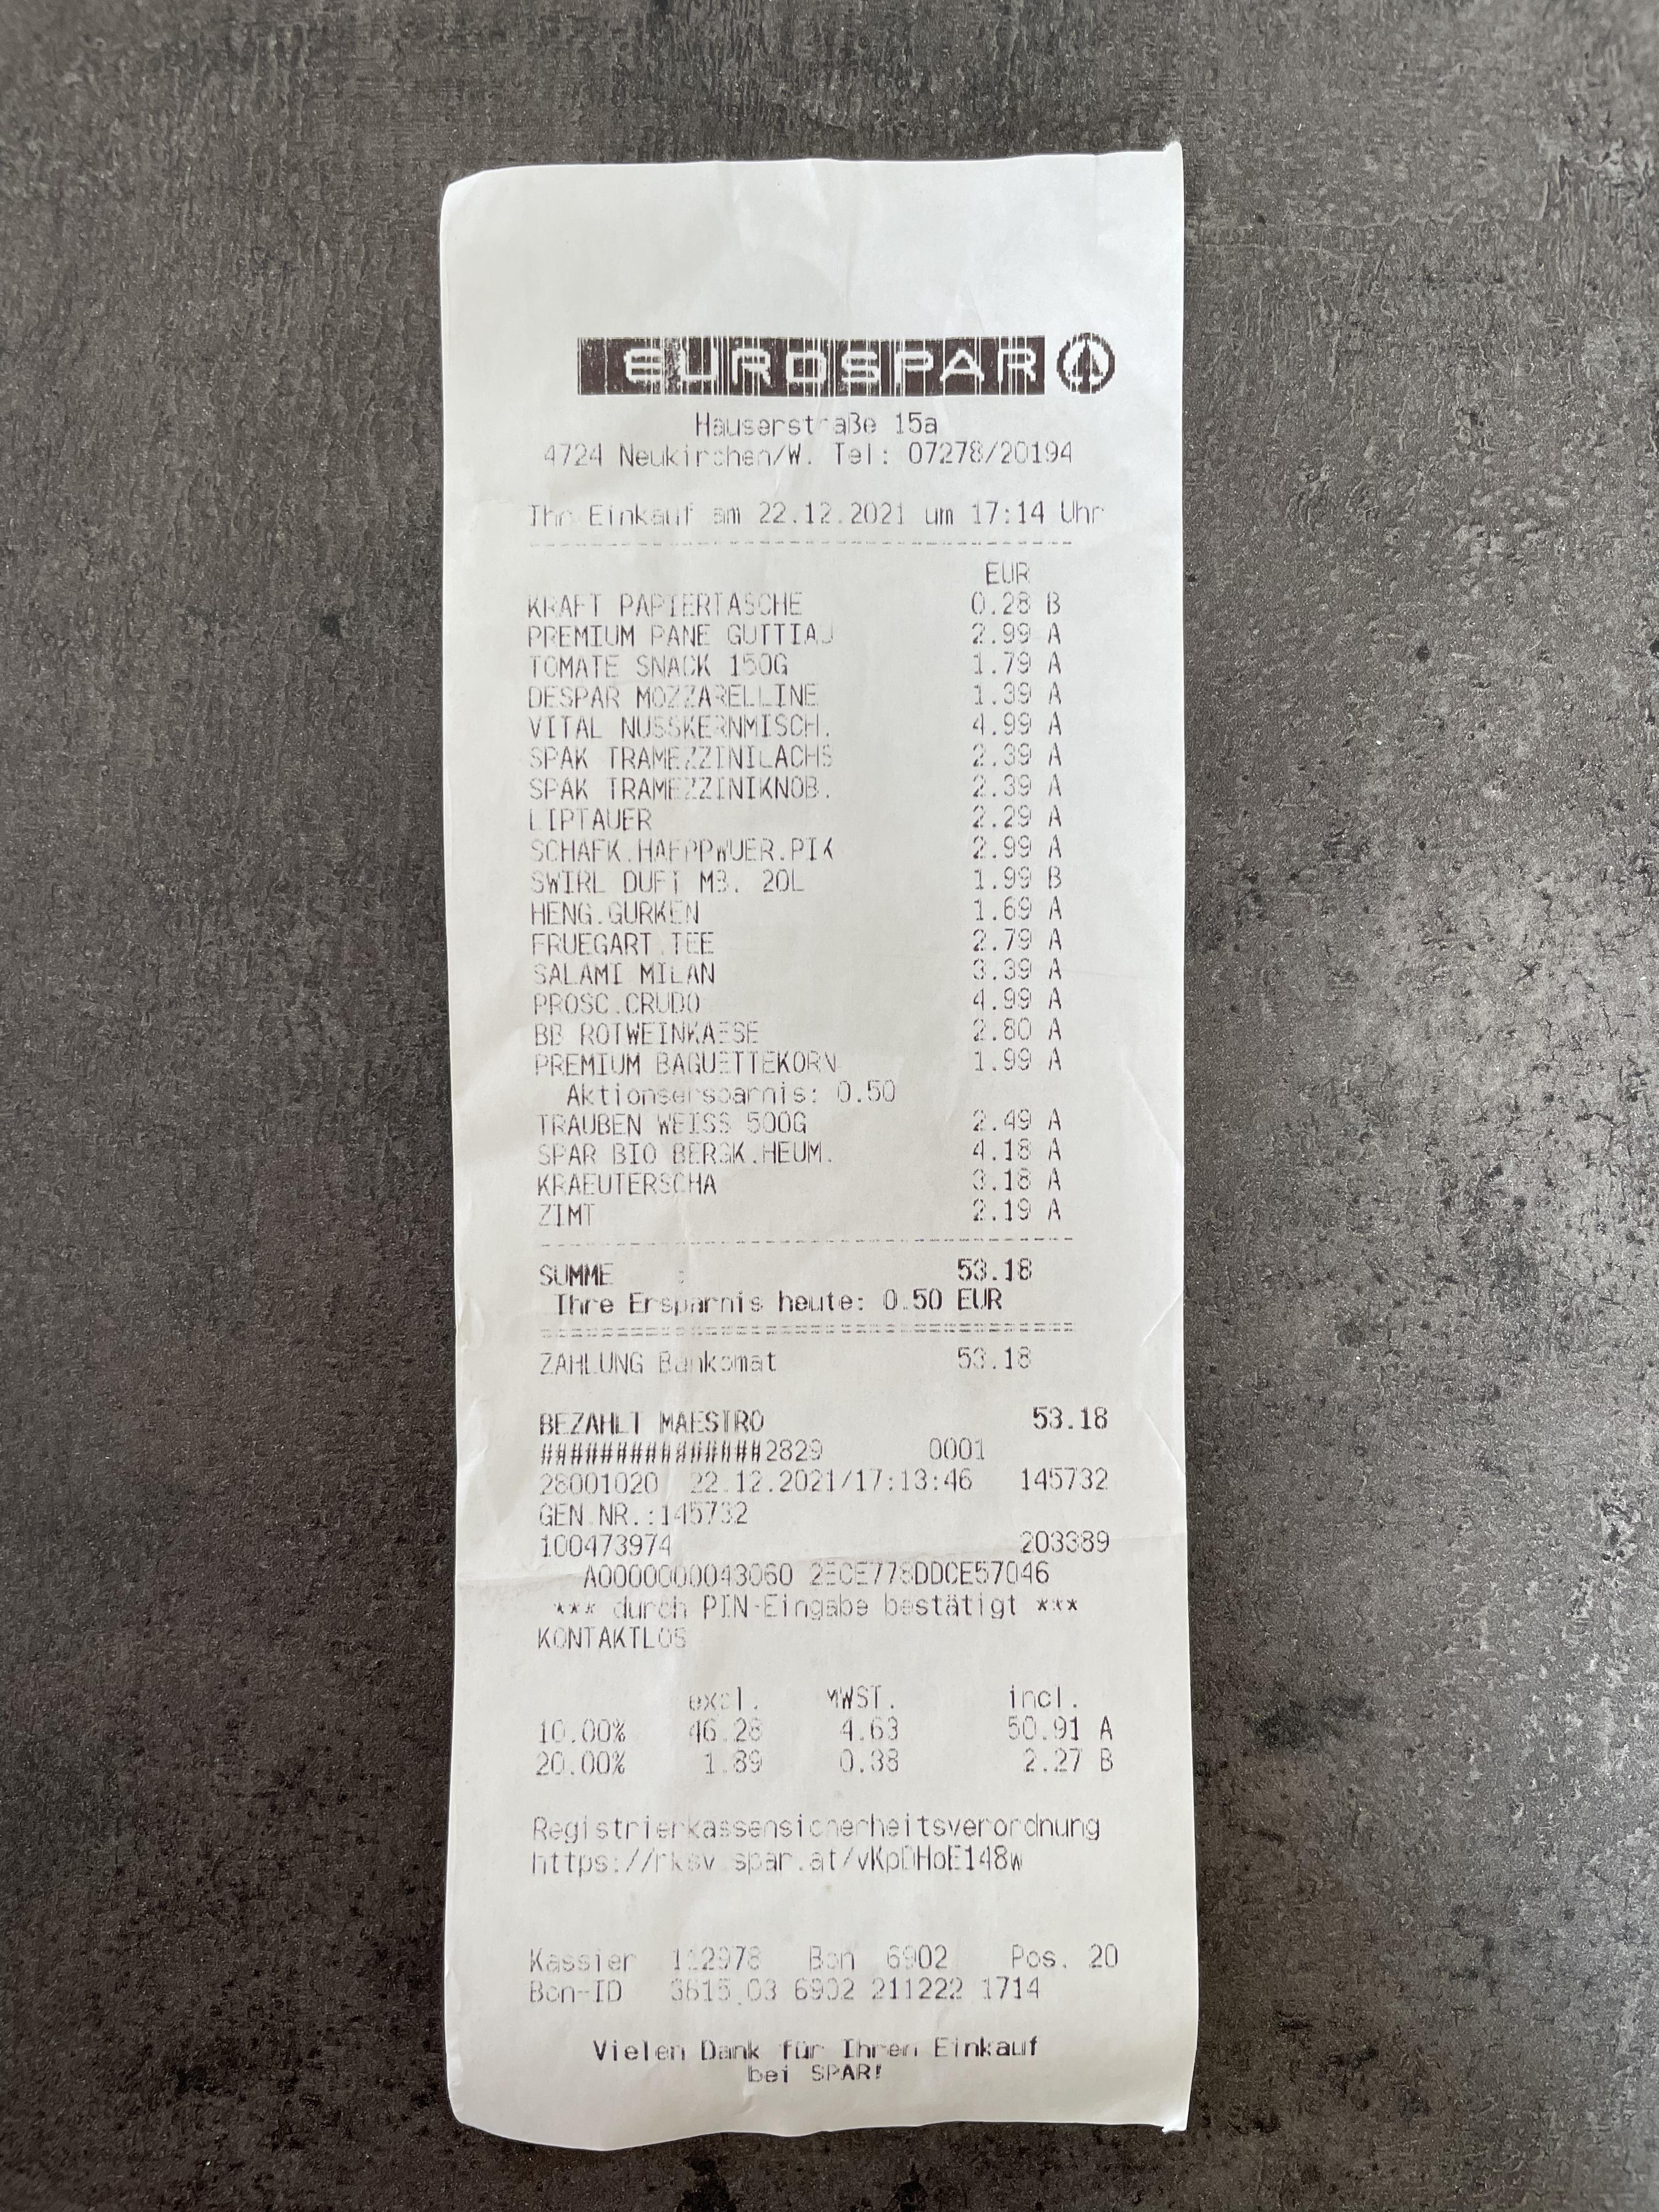 EUROSPAR
Hauserstraße 15a
4724 Neukirchen/W. Tel: 07278/20194
Ihr Einkauf am 22.12.2021 um 17:14 Uhr
EUR
KRAFT PAPIERTASCHE 0.28 B
PREMIUM PANE GUTTIAU 2.99 A
TOMATE SNACK 150G 1.79 A
DESPAR MOZZARELLINE 1.39 A
VITAL NUSSKERNMISCH. 4.99 A
SPAK TRAMEZZINILACHS 2.39 A
SPAK TRAMEZZINIKNOB. 2.39 A
LIPTAUER 2.29 A
SCHAFK.HAEPPWUER.PIK 2.99 A
SWIRL DUFT MB. 20L 1.99 B
HENG.GURKEN 1.69 A
FRUEGART.TEE 2.79 A
SALAMI MILAN 3.39 A
PROSC.CRUDO 4.99 A
BB ROTWEINKAESE 2.80 A
PREMIUM BAGUETTEKORN 1.99 A
Aktionsersparnis: 0.50
TRAUBEN WEISS 500G 2.49 A
SPAR BIO BERGK.HEUM. 4.18 A
KRAEUTERSCHA 3.18 A
ZIMT 2.19 A
SUMME : 53.18
Ihre Ersparnis heute: 0.50 EUR
ZAHLUNG Bankomat 53.18
BEZAHLT MAESTRO 53.18
###############2829 0001
28001020 22.12.2021/17:13:46 145732
GEN.NR.:145732
100473974 203389
A0000000043060 2ECE778DDCE57046
*** durch PIN-Eingabe bestätigt ***
KONTAKTLOS
excl. MWST. incl.
10.00% 46.28 4.63 50.91 A
20.00% 1.89 0.38 2.27 B
Registrierkassensicherheitsverordnung
https://rksv.spar.at/vKpDHoE148w
Kassier 112978 Bon 6902 Pos. 20
Bon-ID 3615 03 6902 211222 1714
Vielen Dank für Ihren Einkauf
bei SPAR!